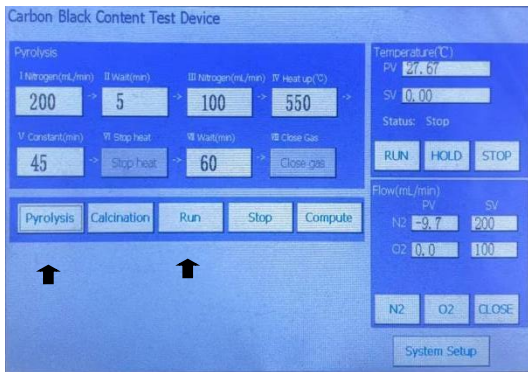 Carbon Black Content Test Device
Pyrolysis
I Nitrogen(mL/min) II Wait(min) III Nitrogen(mL/min) IV Heat up(℃)
200 -> 5 -> 100 -> 550 ->
V Constant(min) VI Stop heat VII Wait(min) VIII Close Gas
45 -> Stop heat -> 60 -> Close gas
Pyrolysis Calcination Run Stop Compute
Temperature(℃)
PV 27.67
SV 0.00
Status: Stop
RUN HOLD STOP
Flow(mL/min)
PV SV
N2 -9.7 200
O2 0.0 100
N2 O2 CLOSE
System Setup